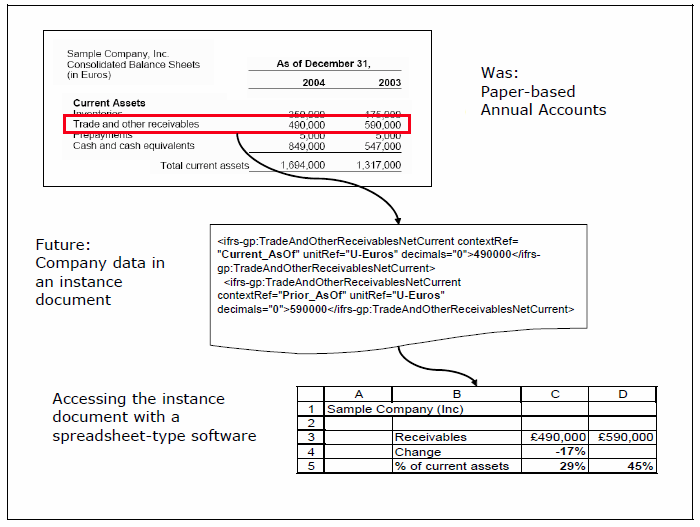 Sample Company, Inc.
Consolidated Balance Sheets
(in Euros)
As of December 31,
2004 2003
Current Assets
Inventories 350,000 175,000
Trade and other receivables 490,000 590,000
Prepayments 5,000 5,000
Cash and cash equivalents 849,000 547,000
Total current assets 1,694,000 1,317,000
Was:
Paper-based
Annual Accounts
Future:
Company data in
an instance
document
<ifrs-gp:TradeAndOtherReceivablesNetCurrent contextRef=
"Current_AsOf" unitRef="U-Euros" decimals="0">490000</ifrs-
gp:TradeAndOtherReceivablesNetCurrent>
<ifrs-gp:TradeAndOtherReceivablesNetCurrent
contextRef="Prior_AsOf" unitRef="U-Euros"
decimals="0">590000</ifrs-gp:TradeAndOtherReceivablesNetCurrent>
Accessing the instance
document with a
spreadsheet-type software
A B C D
1 Sample Company (Inc)
2
3 Receivables £490,000 £590,000
4 Change -17%
5 % of current assets 29% 45%